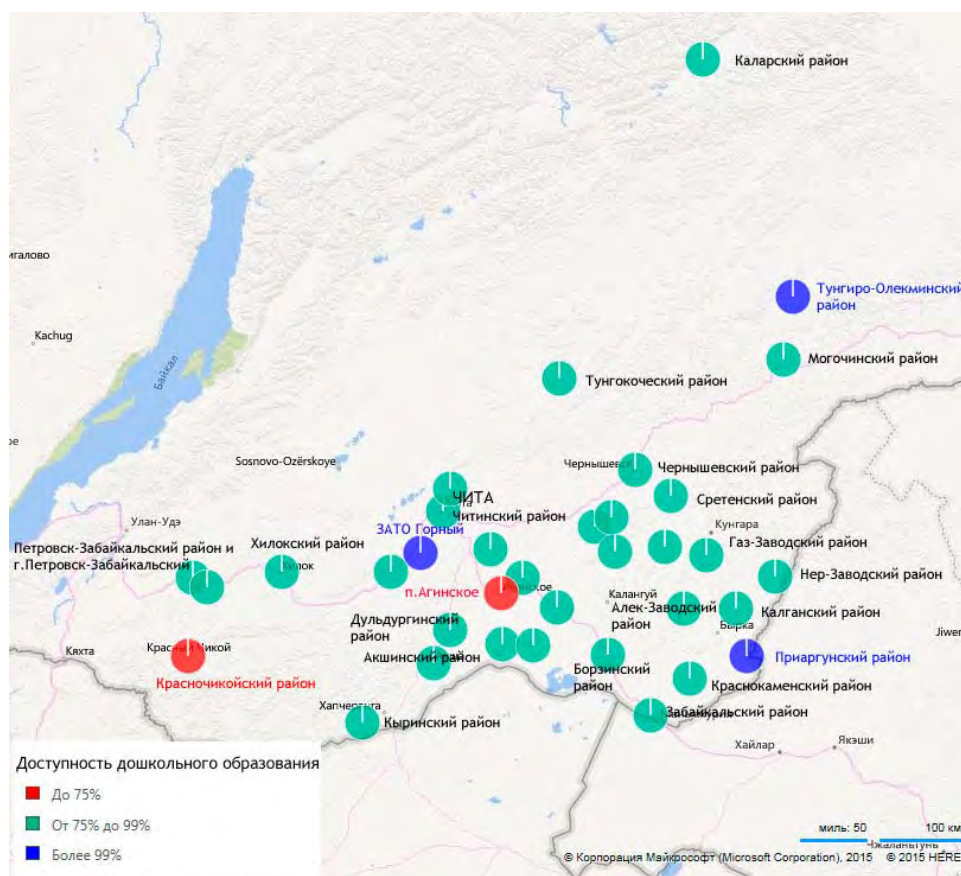 Каларский район
игалово
Kachug
Байкал
Тунгиро-Олекминский
район
Могочинский район
Тунгокоческий район
Sosnovo-Ozërskoye
Чернышевский район
Сретенский район
ЧИТА
Читинский район
Улан-Удэ
ЗАТО Горный
Кунгара
Газ-Заводский район
Петровск-Забайкальский район и
г.Петровск-Забайкальский
Хилокский район
Нер-Заводский район
п.Агинское
Калангуй
Алек-Заводский
район
Калганский район
Дульдургинский
район
Бырка
Jiwen
Кяхта
Акшинский район
Приаргунский район
Красночикойский район
Борзинский
район
Краснокаменский район
Кыринский район
Забайкальский район
Хайлар
Якэши
Доступность дошкольного образования
До 75%
От 75% до 99%
Более 99%
миль: 50
100 км
© Корпорация Майкрософт (Microsoft Corporation), 2015
© 2015 HERE